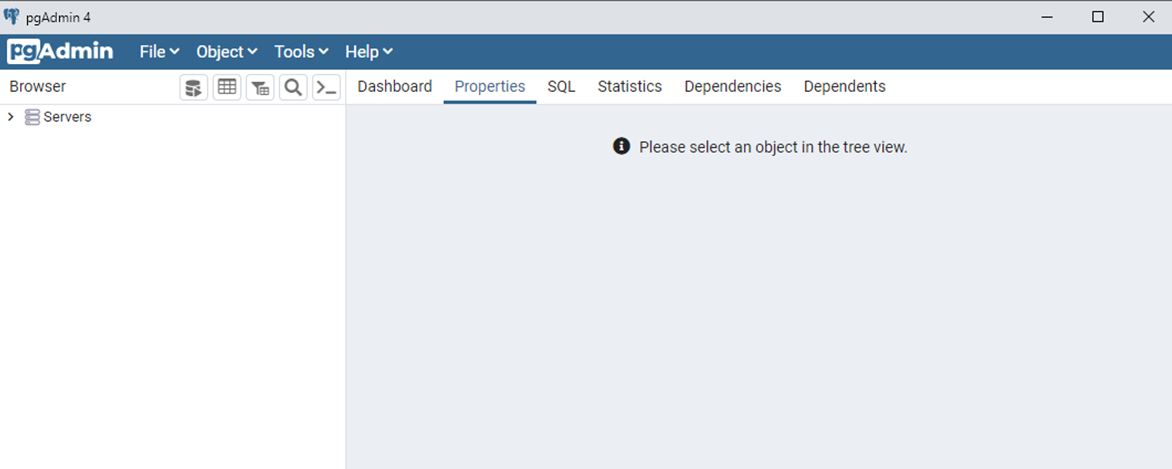 pgAdmin 4
pgAdmin File Object Tools Help
Browser Dashboard Properties SQL Statistics Dependencies Dependents
Servers
Please select an object in the tree view.